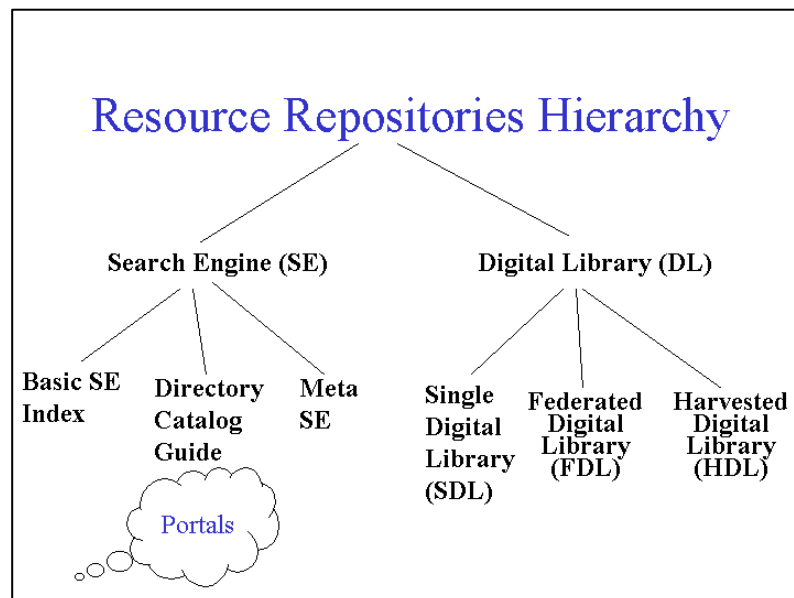 Resource Repositories Hierarchy
Search Engine (SE)
Digital Library (DL)
Basic SE
Index
Directory
Catalog
Guide
Meta
SE
Single
Digital
Library
(SDL)
Federated
Digital
Library
(FDL)
Harvested
Digital
Library
(HDL)
Portals